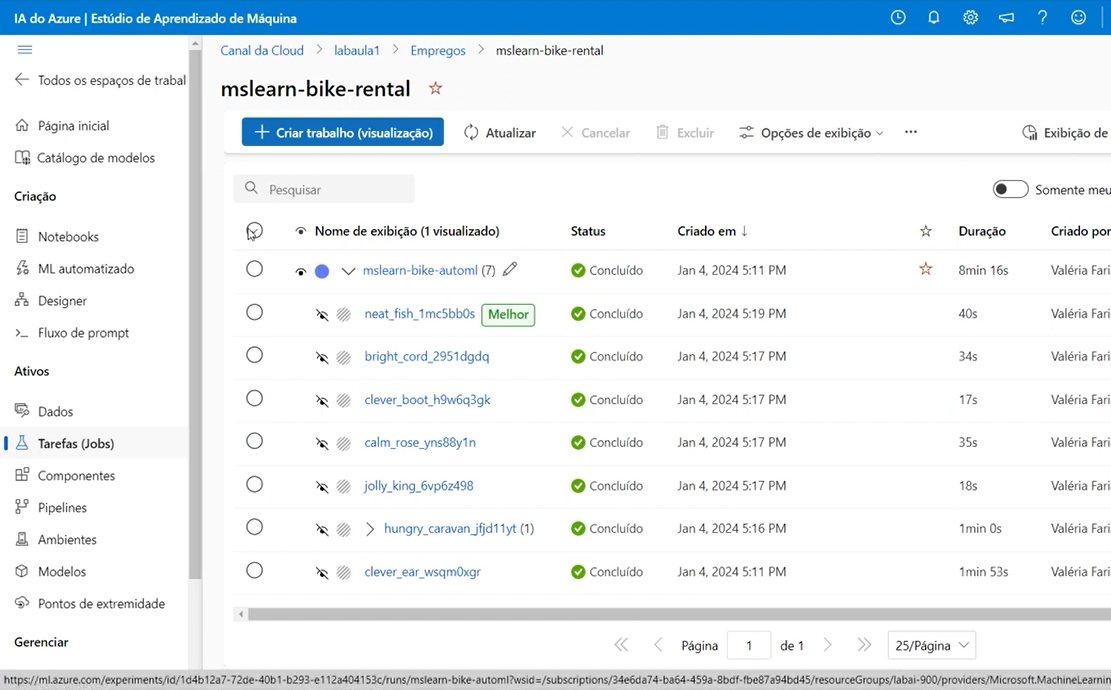 IA do Azure | Estúdio de Aprendizado de Máquina
Canal da Cloud > labaula1 > Empregos > mslearn-bike-rental
Todos os espaços de trabal
mslearn-bike-rental
Página inicial
Catálogo de modelos
Criação
Notebooks
ML automatizado
Designer
Fluxo de prompt
Ativos
Dados
Tarefas (Jobs)
Componentes
Pipelines
Ambientes
Modelos
Pontos de extremidade
Gerenciar
+ Criar trabalho (visualização) Atualizar Cancelar Excluir Opções de exibição ... Exibição de
Pesquisar Somente meu
Nome de exibição (1 visualizado) Status Criado em ↓ Duração Criado por
mslearn-bike-automl (7) Concluído Jan 4, 2024 5:11 PM 8min 16s Valéria Fari
neat_fish_1mc5bb0s Melhor Concluído Jan 4, 2024 5:19 PM 40s Valéria Fari
bright_cord_2951dgdq Concluído Jan 4, 2024 5:17 PM 34s Valéria Fari
clever_boot_h9w6q3gk Concluído Jan 4, 2024 5:17 PM 17s Valéria Fari
calm_rose_yns88y1n Concluído Jan 4, 2024 5:17 PM 35s Valéria Fari
jolly_king_6vp6z498 Concluído Jan 4, 2024 5:17 PM 18s Valéria Fari
hungry_caravan_jfjd11yt (1) Concluído Jan 4, 2024 5:16 PM 1min 0s Valéria Fari
clever_ear_wsqm0xgr Concluído Jan 4, 2024 5:11 PM 1min 53s Valéria Fari
Página 1 de 1 25/Página
https://ml.azure.com/experiments/id/1d4b12a7-72de-40b1-b293-e112a404153c/runs/mslearn-bike-automl?wsid=/subscriptions/34e6da74-ba64-459a-8bdf-fbe87a94bd45/resourceGroups/labai-900/providers/Microsoft.MachineLearnin